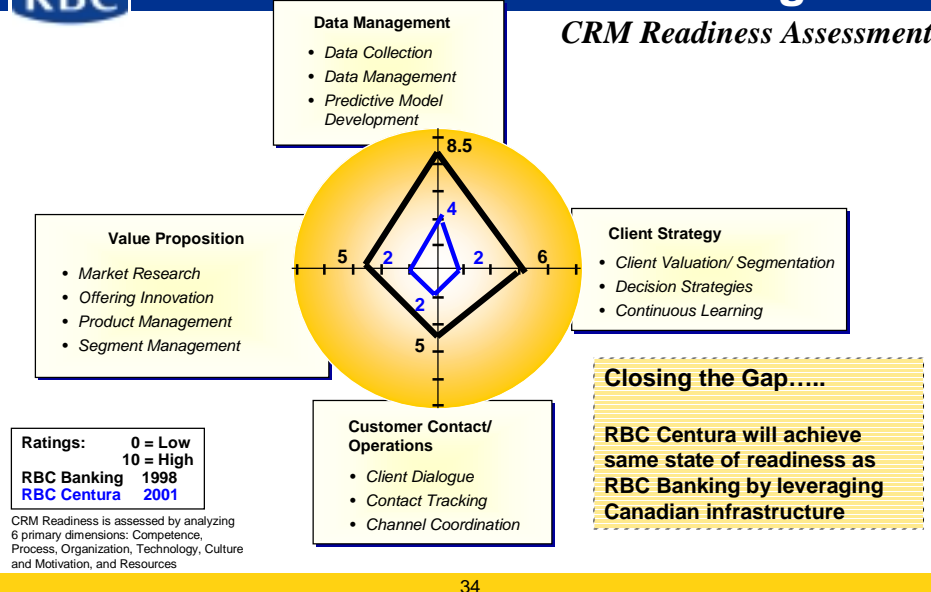 RBC
CRM Readiness Assessment
Data Management
• Data Collection
• Data Management
• Predictive Model
Development
8.5
4
Value Proposition
• Market Research
• Offering Innovation
• Product Management
• Segment Management
5
2
2
6
2
5
Client Strategy
• Client Valuation/ Segmentation
• Decision Strategies
• Continuous Learning
Customer Contact/
Operations
• Client Dialogue
• Contact Tracking
• Channel Coordination
Closing the Gap…..
RBC Centura will achieve
same state of readiness as
RBC Banking by leveraging
Canadian infrastructure
Ratings: 0 = Low
10 = High
RBC Banking 1998
RBC Centura 2001
CRM Readiness is assessed by analyzing
6 primary dimensions: Competence,
Process, Organization, Technology, Culture
and Motivation, and Resources
34